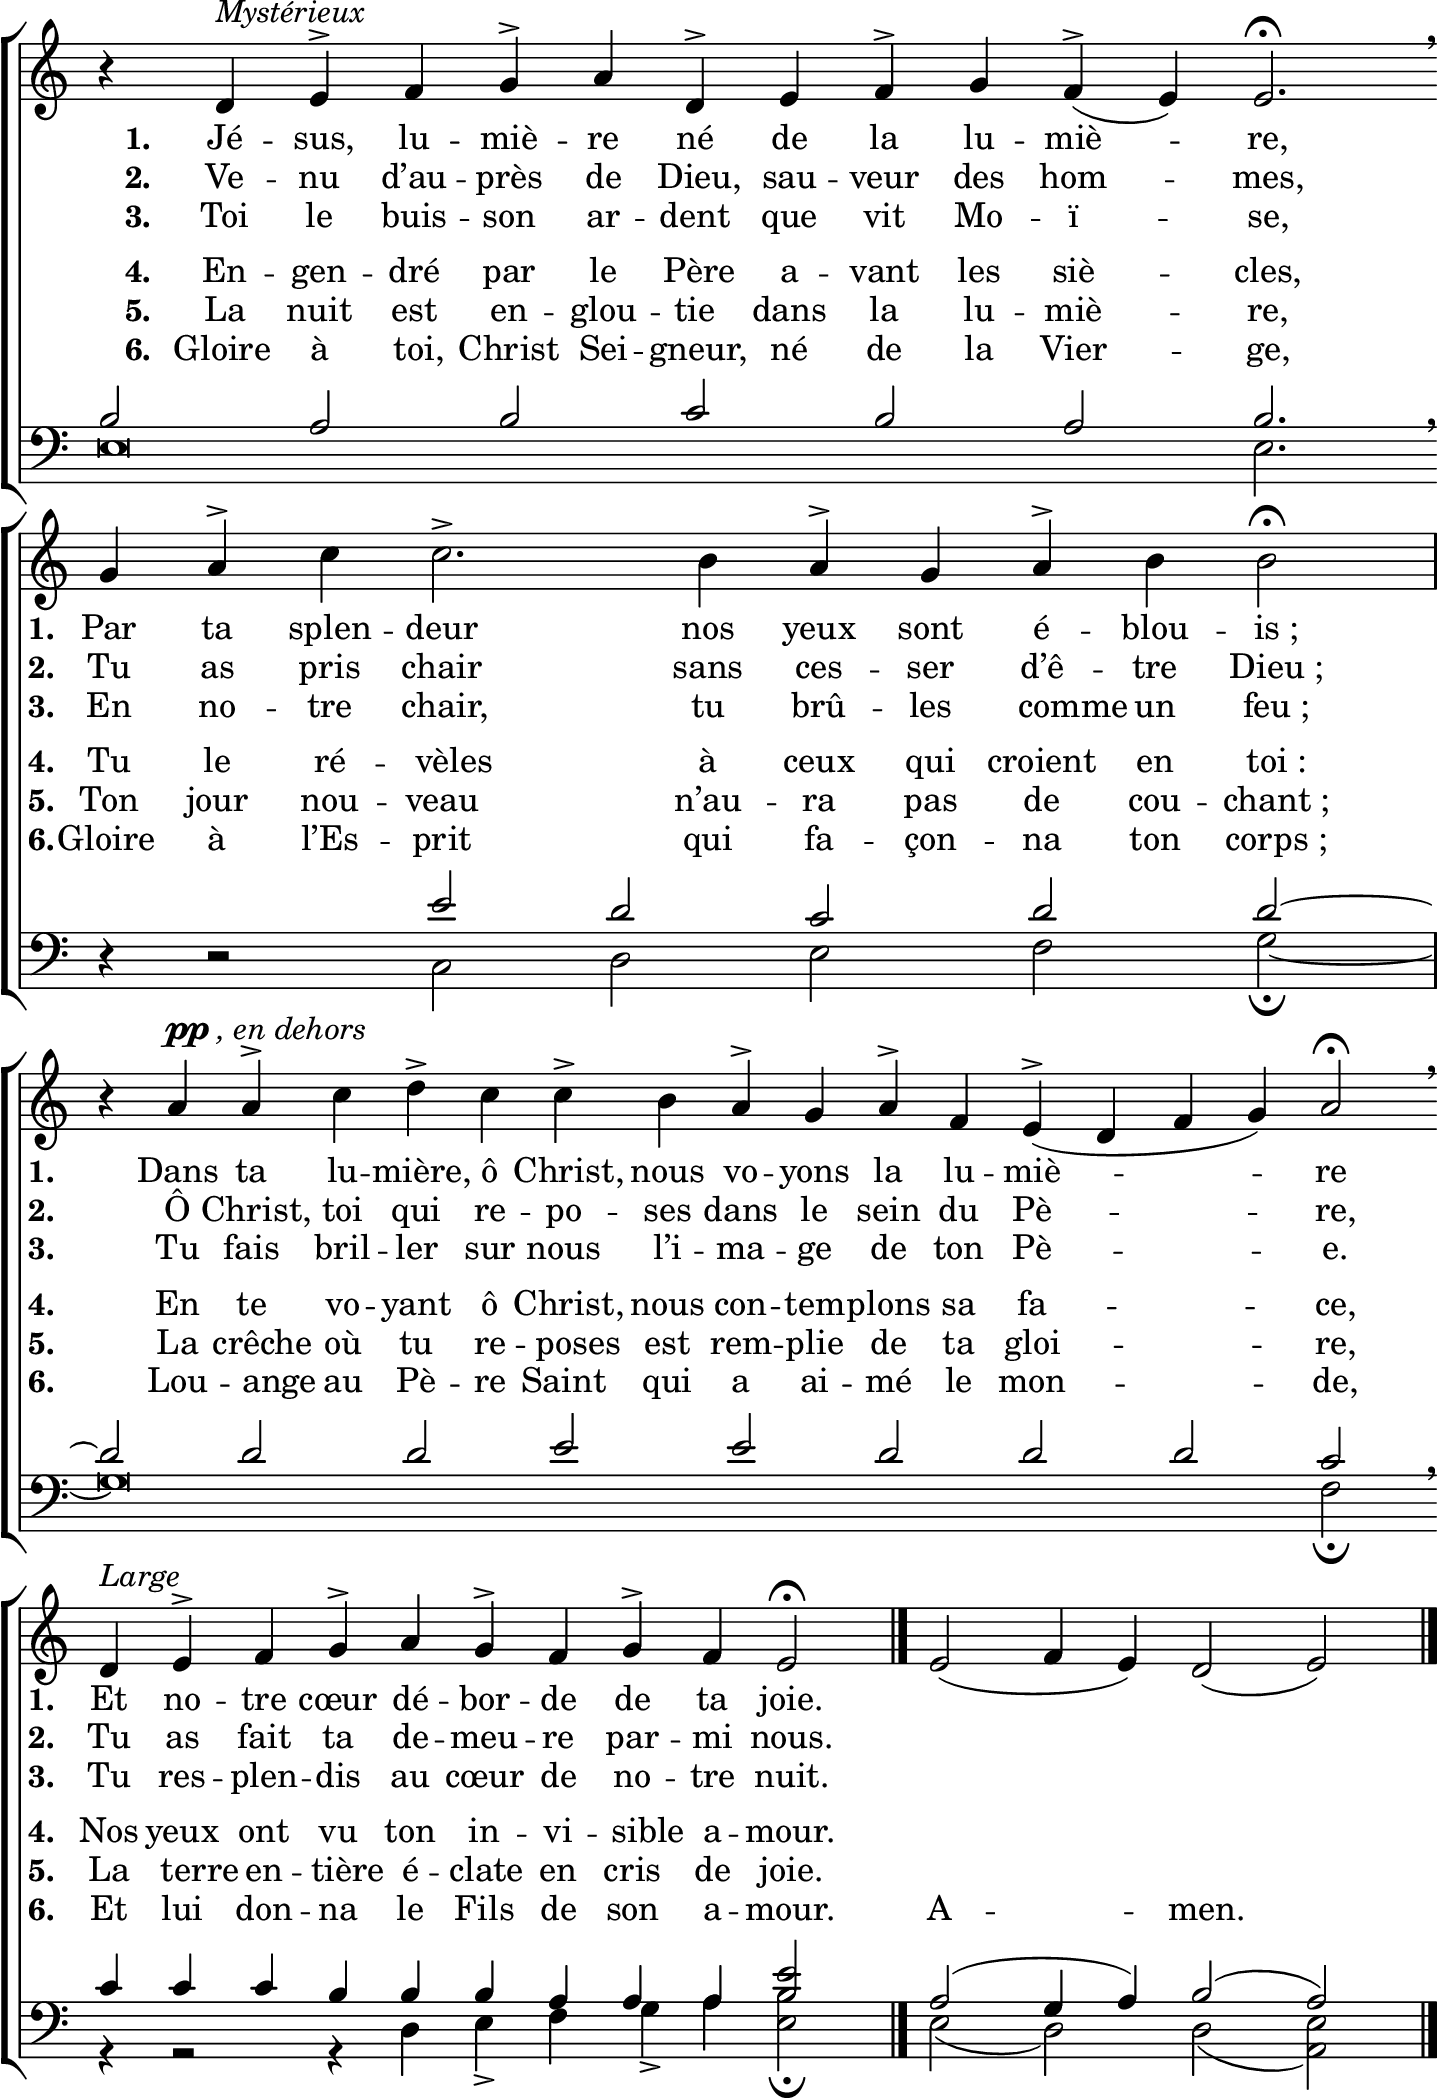 Mystérieux
1. Jé -- sus, lu -- miè -- re né de la lu -- miè -- re,
2. Ve -- nu d’au -- près de Dieu, sau -- veur des hom -- mes,
3. Toi le buis -- son ar -- dent que vit Mo -- ï -- se,
4. En -- gen -- dré par le Père a -- vant les siè -- cles,
5. La nuit est en -- glou -- tie dans la lu -- miè -- re,
6. Gloire à toi, Christ Sei -- gneur, né de la Vier -- ge,
1. Par ta splen -- deur nos yeux sont é -- blou -- is ;
2. Tu as pris chair sans ces -- ser d’ê -- tre Dieu ;
3. En no -- tre chair, tu brû -- les comme un feu ;
4. Tu le ré -- vèles à ceux qui croient en toi :
5. Ton jour nou -- veau n’au -- ra pas de cou -- chant ;
6. Gloire à l’Es -- prit qui fa -- çon -- na ton corps ;
pp , en dehors
1. Dans ta lu -- mière, ô Christ, nous vo -- yons la lu -- miè -- re
2. Ô Christ, toi qui re -- po -- ses dans le sein du Pè -- re,
3. Tu fais bril -- ler sur nous l’i -- ma -- ge de ton Pè -- e.
4. En te vo -- yant ô Christ, nous con -- templons sa fa -- ce,
5. La crêche où tu re -- poses est rem -- plie de ta gloi -- re,
6. Lou -- ange au Pè -- re Saint qui a ai -- mé le mon -- de,
Large
1. Et no -- tre cœur dé -- bor -- de de ta joie.
2. Tu as fait ta de -- meu -- re par -- mi nous.
3. Tu res -- plen -- dis au cœur de no -- tre nuit.
4. Nos yeux ont vu ton in -- vi -- sible a -- mour.
5. La terre en -- tière é -- clate en cris de joie.
6. Et lui don -- na le Fils de son a -- mour. A -- men.